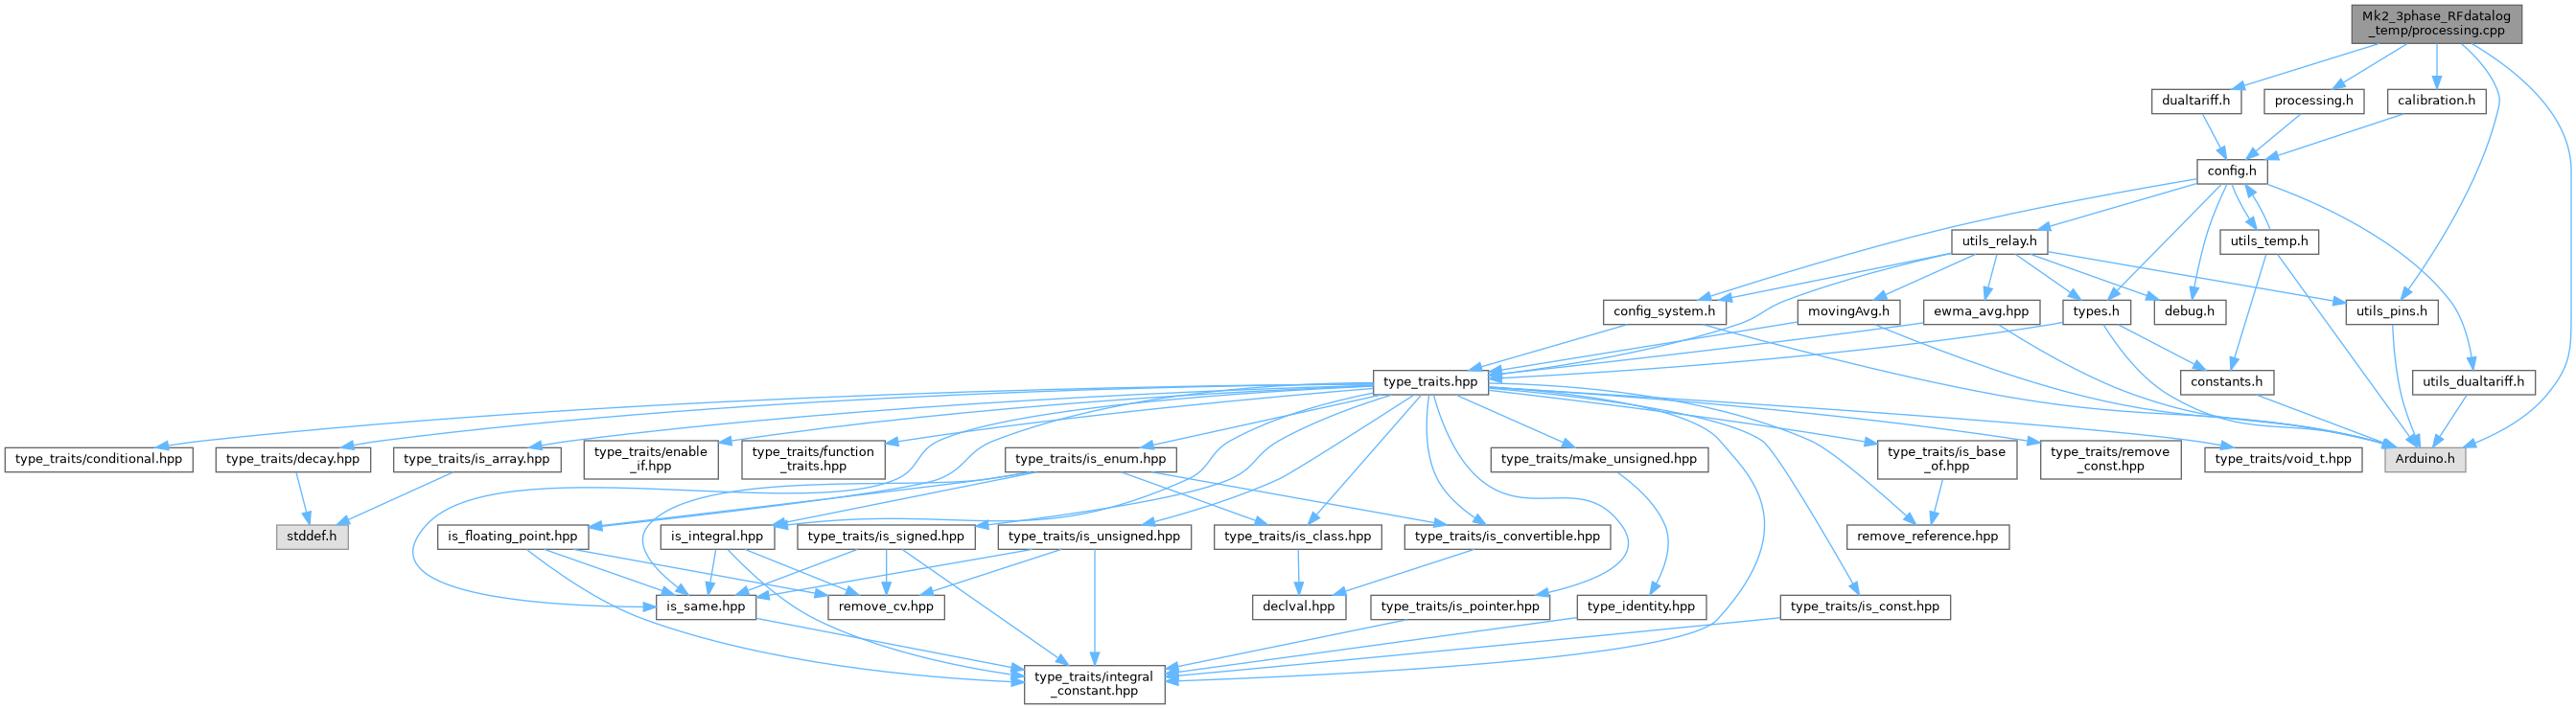 Mk2_3phase_RFdatalog
_temp/processing.cpp
dualtariff.h
processing.h
calibration.h
config.h
utils_relay.h
utils_temp.h
config_system.h
movingAvg.h
ewma_avg.hpp
types.h
debug.h
utils_pins.h
type_traits.hpp
constants.h
utils_dualtariff.h
type_traits/conditional.hpp
type_traits/decay.hpp
type_traits/is_array.hpp
type_traits/enable
_if.hpp
type_traits/function
_traits.hpp
type_traits/is_enum.hpp
type_traits/make_unsigned.hpp
type_traits/is_base
_of.hpp
type_traits/remove
_const.hpp
type_traits/void_t.hpp
Arduino.h
stddef.h
is_floating_point.hpp
is_integral.hpp
type_traits/is_signed.hpp
type_traits/is_unsigned.hpp
type_traits/is_class.hpp
type_traits/is_convertible.hpp
remove_reference.hpp
is_same.hpp
remove_cv.hpp
declval.hpp
type_traits/is_pointer.hpp
type_identity.hpp
type_traits/is_const.hpp
type_traits/integral
_constant.hpp